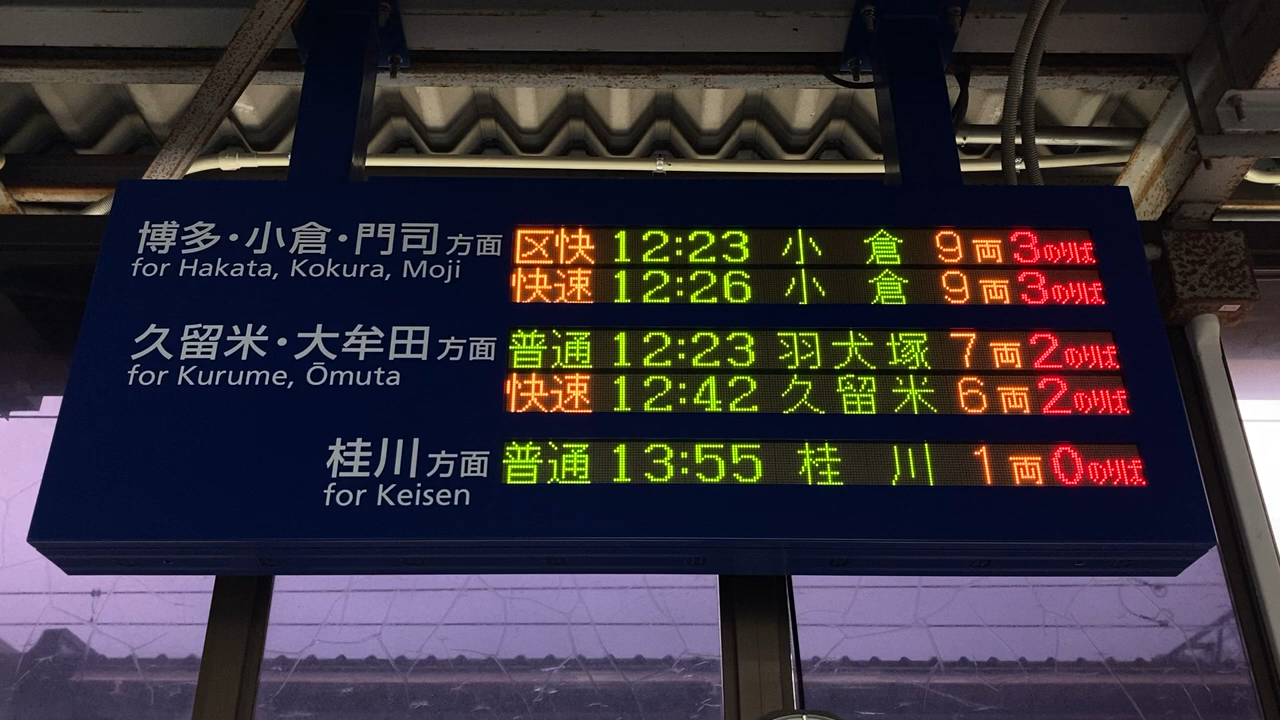 博多・小倉・門司方面 区快 12:23 小倉 9両 3のりば
for Hakata, Kokura, Moji 快速 12:26 小倉 9両 3のりば
久留米・大牟田方面 普通 12:23 羽犬塚 7両 2のりば
for Kurume, Ōmuta 快速 12:42 久留米 6両 2のりば
桂川方面 普通 13:55 桂川 1両 0のりば
for Keisen